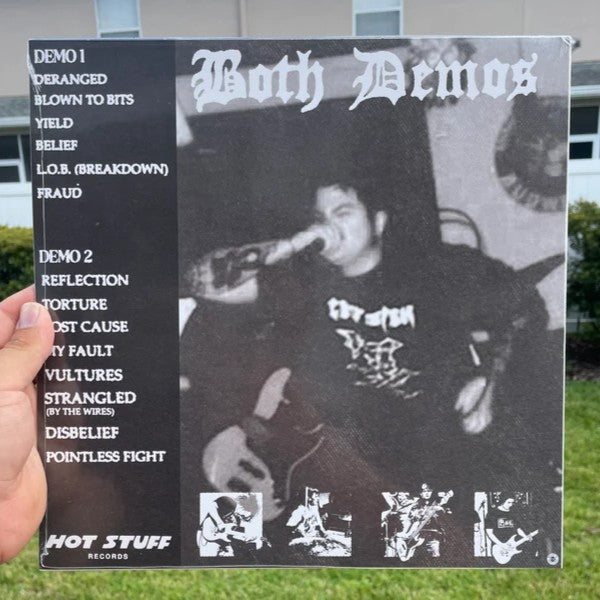 DEMO 1
DERANGED
BLOWN TO BITS
YIELD
BELIEF
L.O.B. (BREAKDOWN)
FRAUD
DEMO 2
REFLECTION
TORTURE
OST CAUSE
Y FAULT
VULTURES
STRANGLED
(BY THE WIRES)
DISBELIEF
POINTLESS FIGHT
HOT STUFF
RECORDS
Both Demos